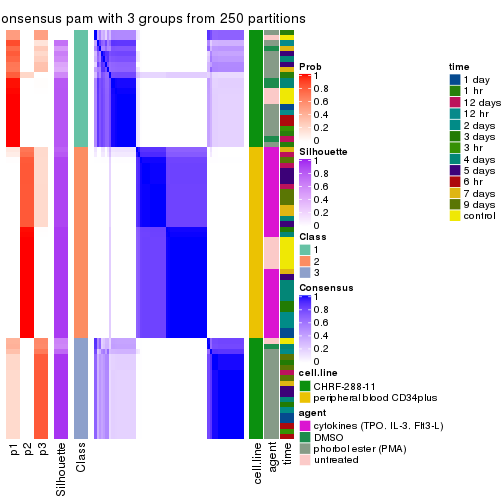 onsensus pam with 3 groups from 250 partitions
Prob
1
0.8
0.6
0.4
0.2
0
Silhouette
1
0.8
0.6
0.4
0.2
0
Class
1
2
3
Consensus
1
0.8
0.6
0.4
0.2
0
cell.line
CHRF-288-11
peripheral blood CD34plus
agent
cytokines (TPO, IL-3, Flt3-L)
DMSO
phorbol ester (PMA)
untreated
time
1 day
1 hr
12 days
12 hr
2 days
3 days
3 hr
4 days
5 days
6 hr
7 days
9 days
control
p1
p2
p3
Silhouette
Class
cell.line
agent
time